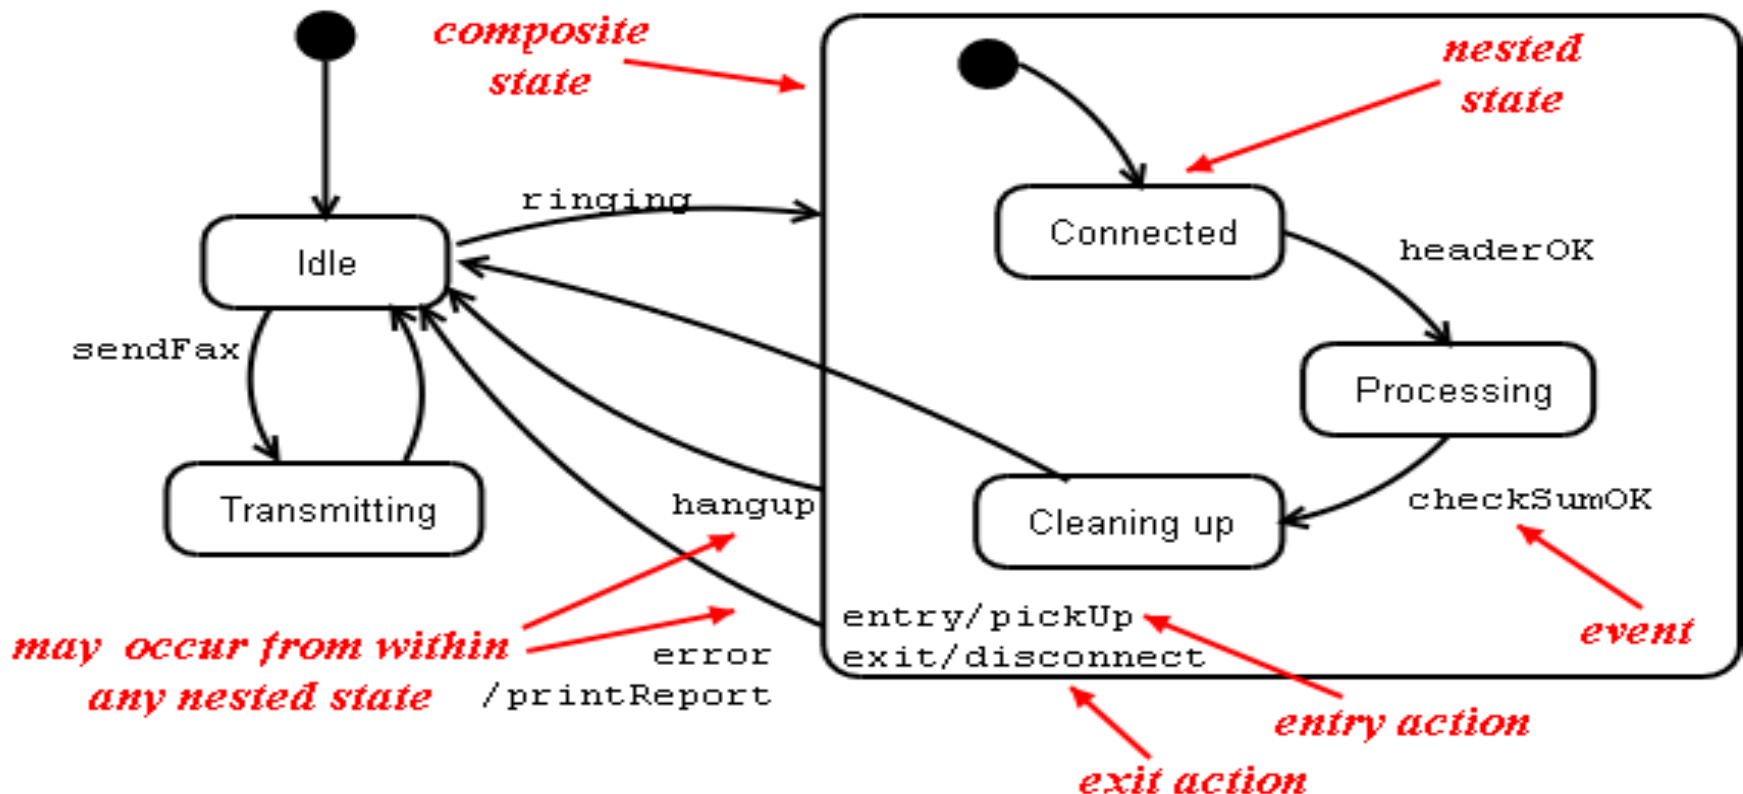 composite
state
nested
state
ringing
Connected
headerOK
Idle
sendFax
Processing
Transmitting
hangup
Cleaning up
checkSumOK
may occur from within
any nested state
error
/printReport
entry/pickUp
exit/disconnect
event
entry action
exit action